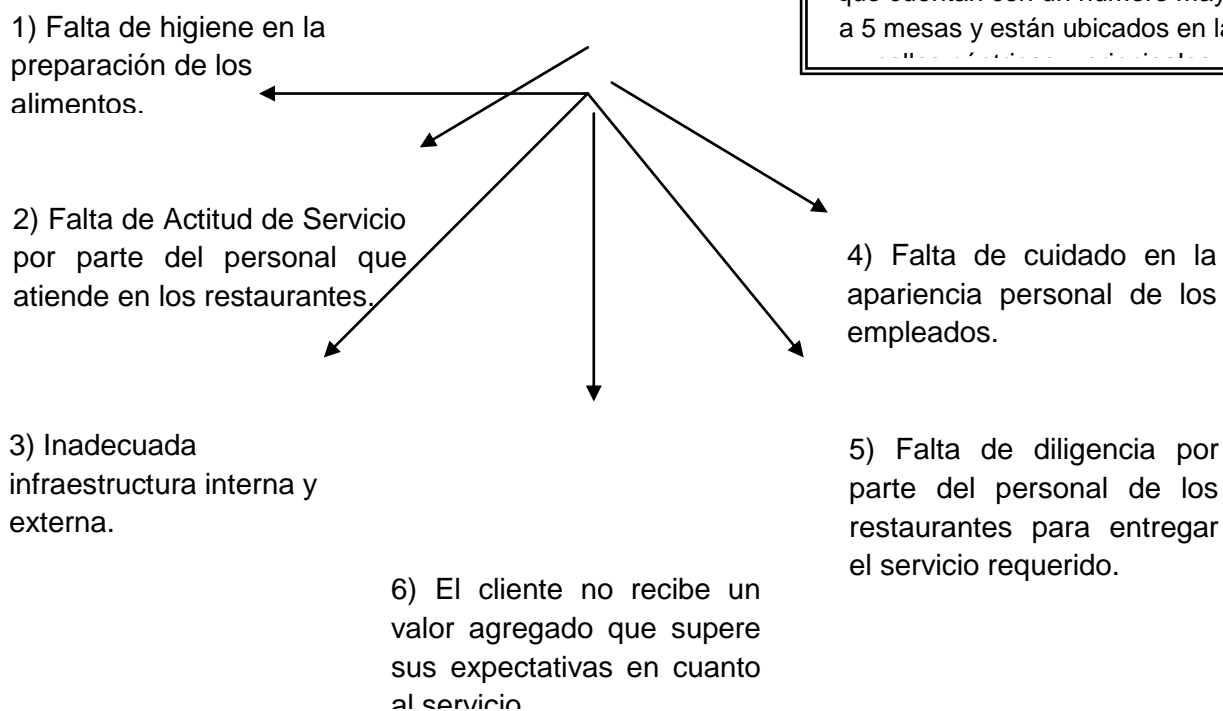 1) Falta de higiene en la
preparación de los
alimentos.
a 5 mesas y están ubicados en la
2) Falta de Actitud de Servicio
por parte del personal que
atiende en los restaurantes.
4) Falta de cuidado en la
apariencia personal de los
empleados.
3) Inadecuada
infraestructura interna y
externa.
5) Falta de diligencia por
parte del personal de los
restaurantes para entregar
el servicio requerido.
6) El cliente no recibe un
valor agregado que supere
sus expectativas en cuanto
al servicio